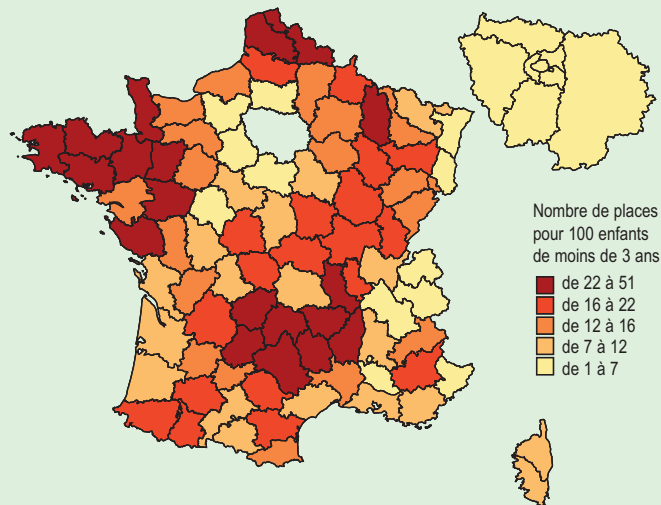 Nombre de places
pour 100 enfants
de moins de 3 ans
de 22 à 51
de 16 à 22
de 12 à 16
de 7 à 12
de 1 à 7